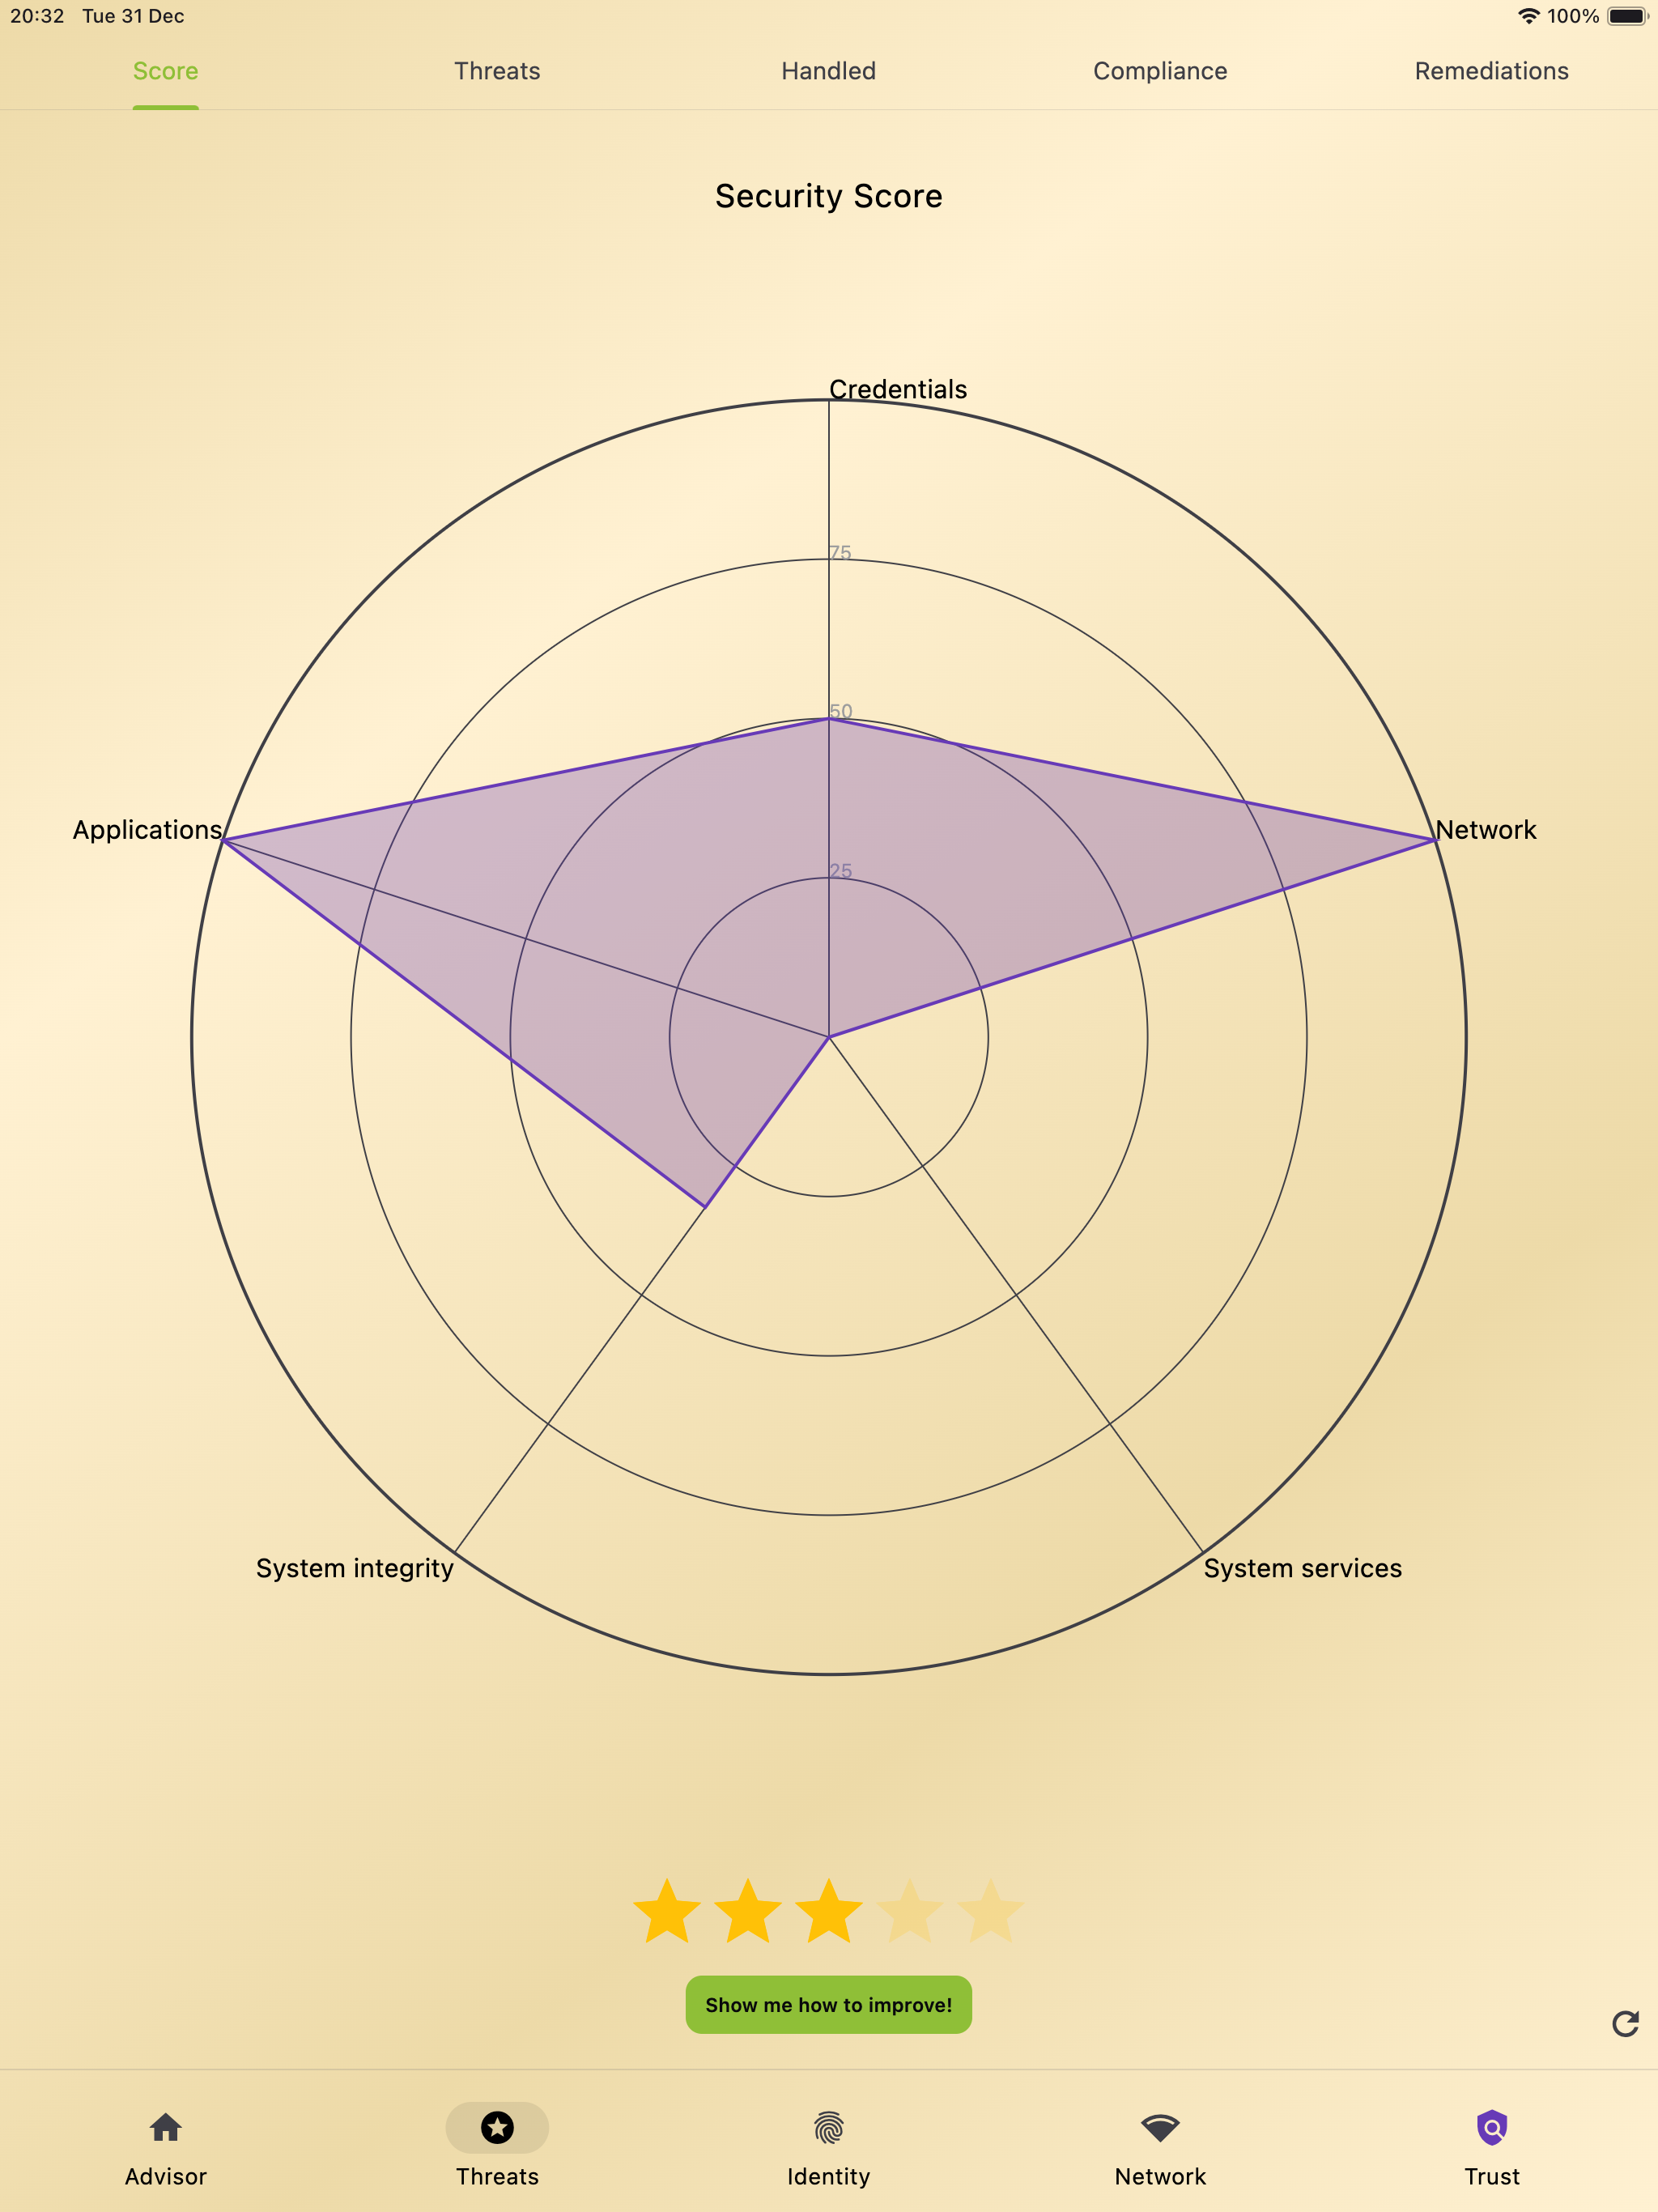 20:32 Tue 31 Dec 100%
Score Threats Handled Compliance Remediations
Security Score
Credentials
75
50
Applications
Network
25
System integrity
System services
Show me how to improve!
Advisor Threats Identity Network Trust